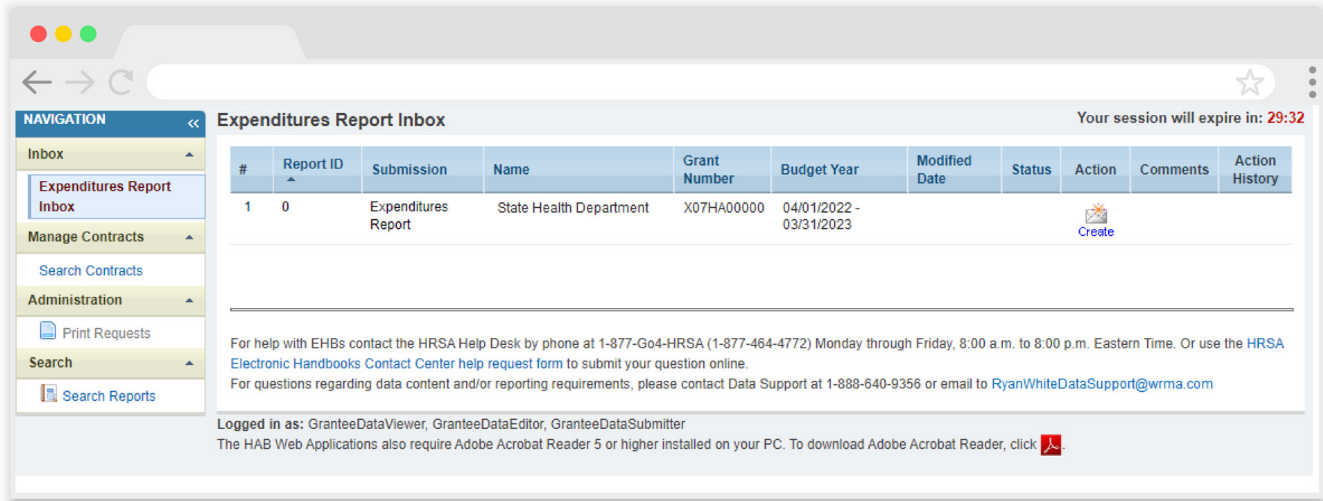 NAVIGATION «
Inbox
Expenditures Report
Inbox
Manage Contracts
Search Contracts
Administration
Print Requests
Search
Search Reports
Expenditures Report Inbox
Your session will expire in: 29:32
# Report ID Submission Name Grant Number Budget Year Modified Date Status Action Comments Action History
1 0 Expenditures Report State Health Department X07HA00000 04/01/2022 - 03/31/2023 Create
For help with EHBs contact the HRSA Help Desk by phone at 1-877-Go4-HRSA (1-877-464-4772) Monday through Friday, 8:00 a.m. to 8:00 p.m. Eastern Time. Or use the HRSA
Electronic Handbooks Contact Center help request form to submit your question online.
For questions regarding data content and/or reporting requirements, please contact Data Support at 1-888-640-9356 or email to RyanWhiteDataSupport@wrma.com
Logged in as: GranteeDataViewer, GranteeDataEditor, GranteeDataSubmitter
The HAB Web Applications also require Adobe Acrobat Reader 5 or higher installed on your PC. To download Adobe Acrobat Reader, click .